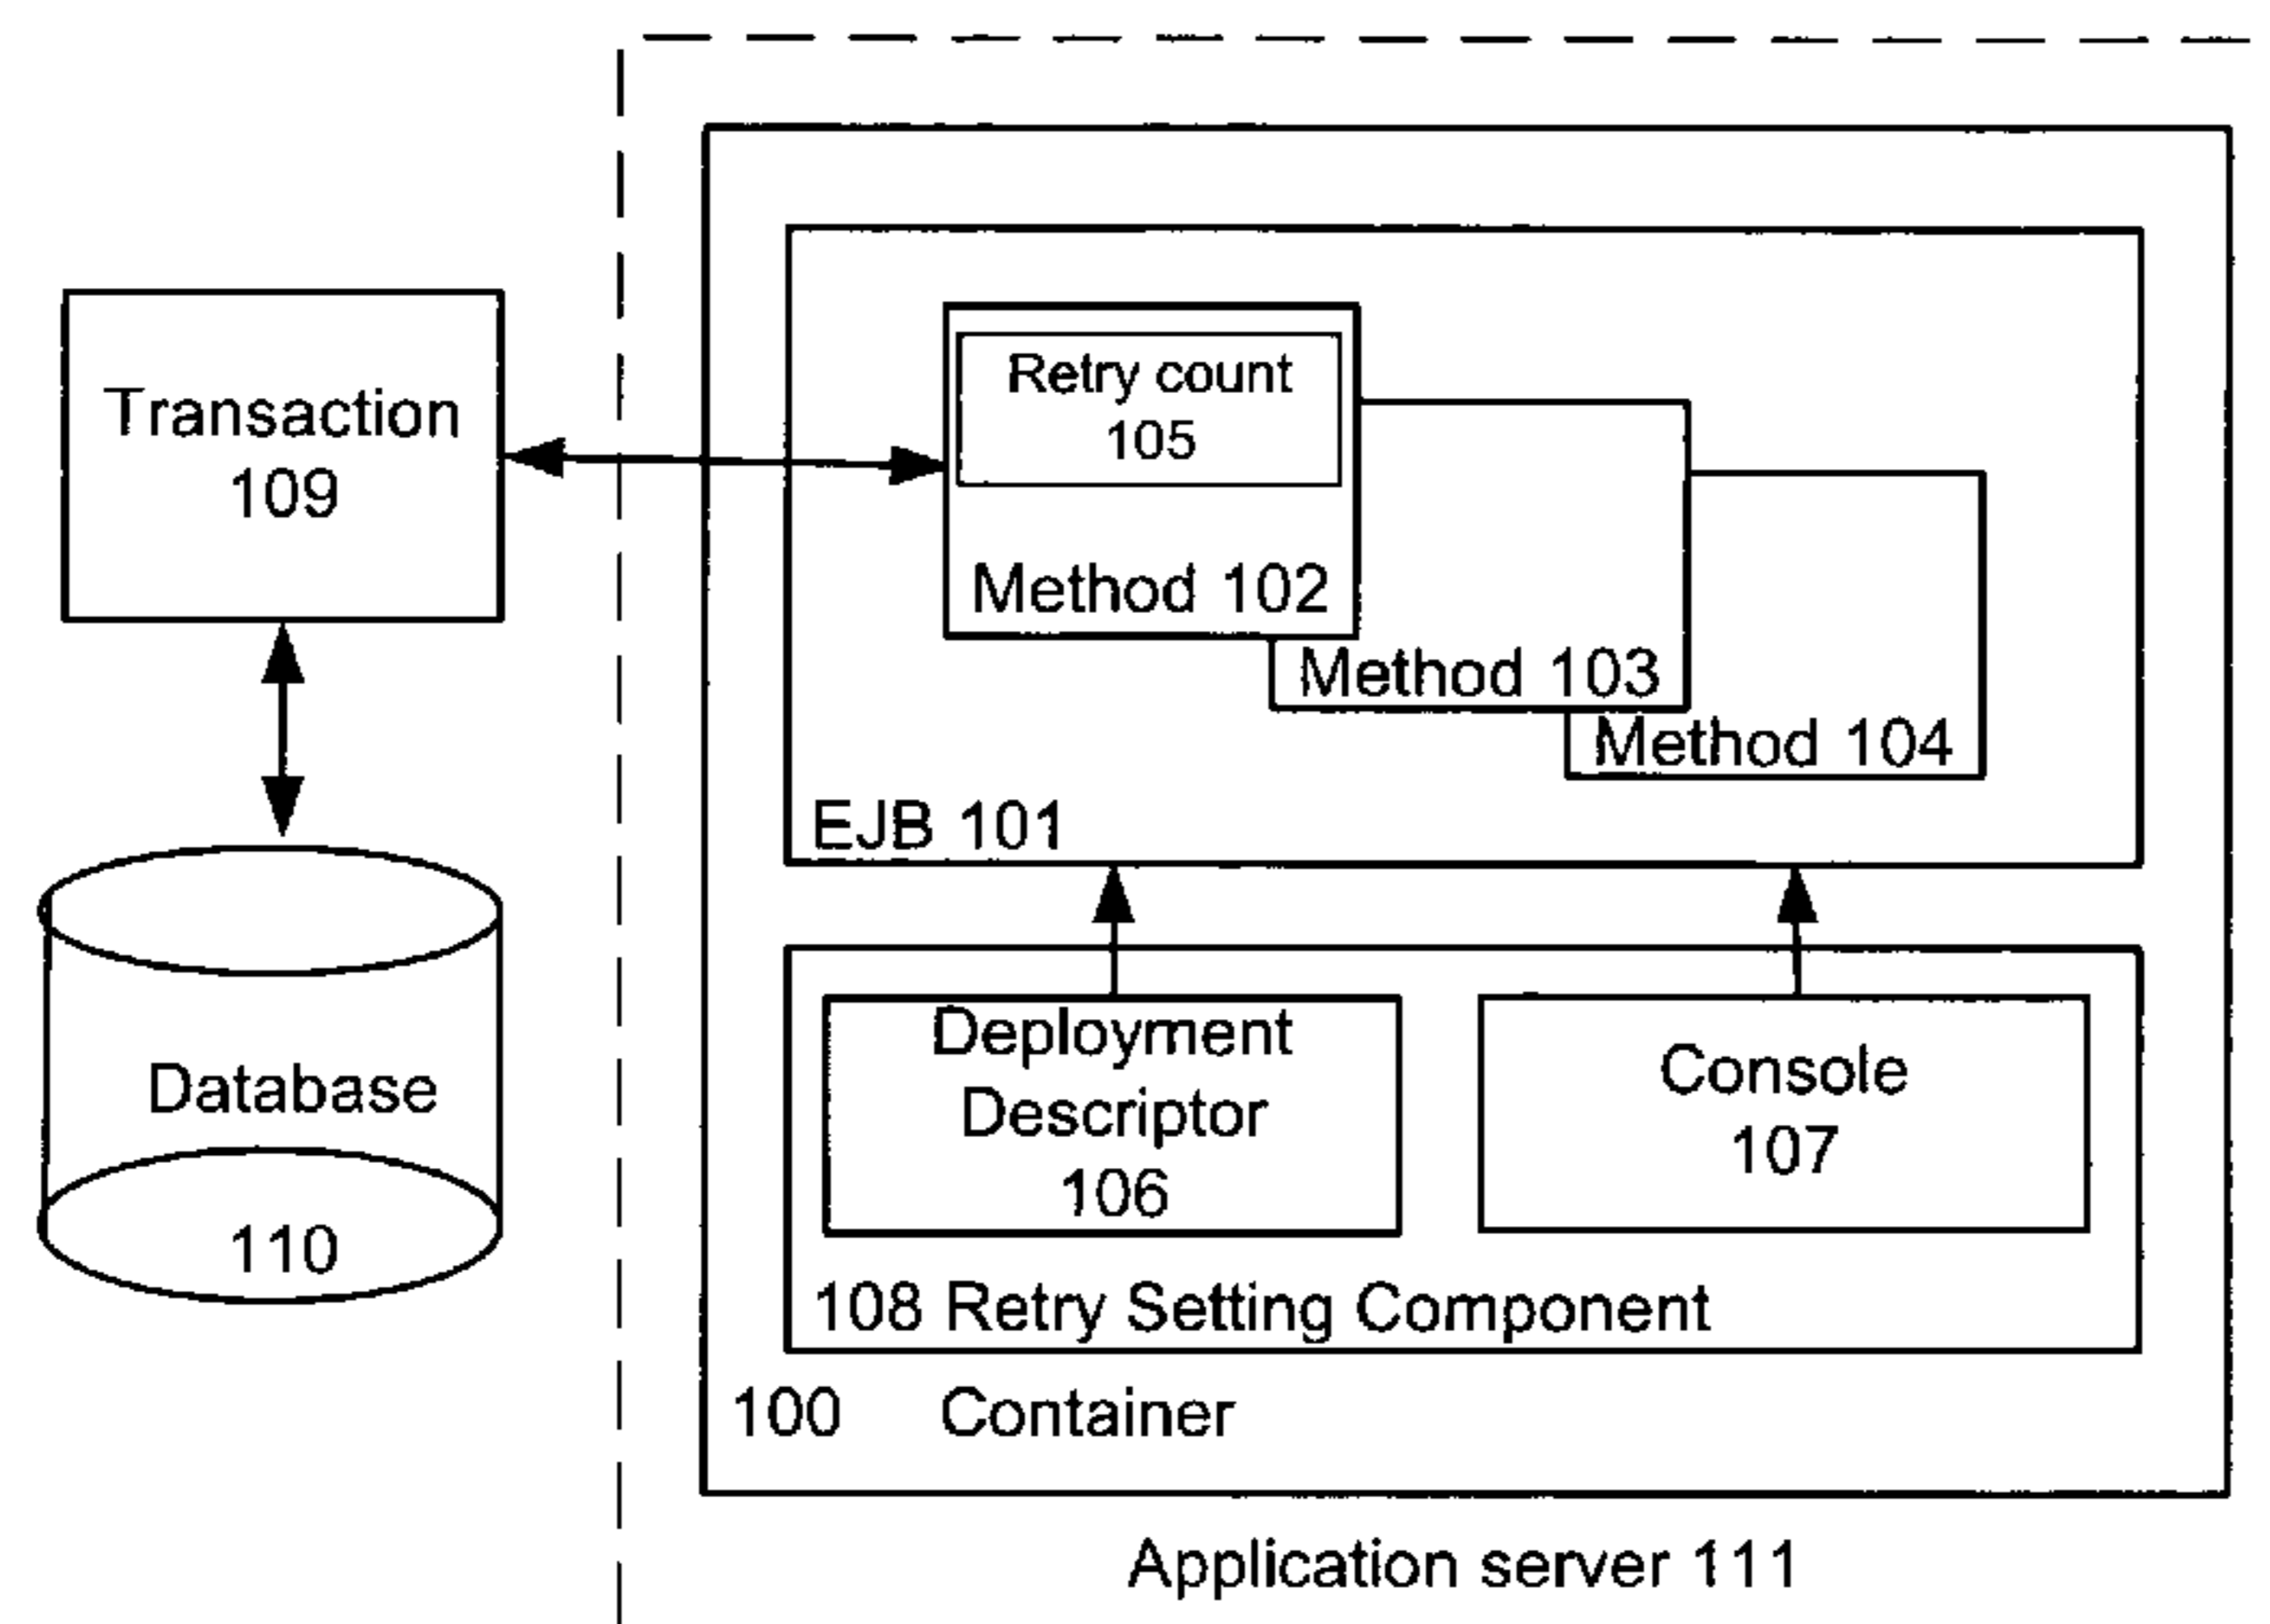 Transaction
109
Retry count
105
Method 102
Method 103
Method 104
EJB 101
Database
110
Deployment
Descriptor
106
Console
107
108 Retry Setting Component
100 Container
Application server 111